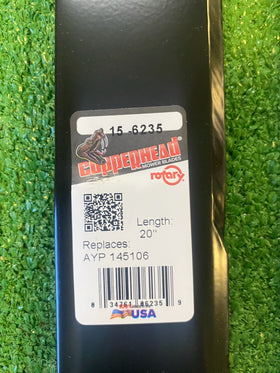 15 -6235
COPPERHEAD
MOWER BLADES
rotary
Length:
20"
Replaces:
AYP 145106
USA